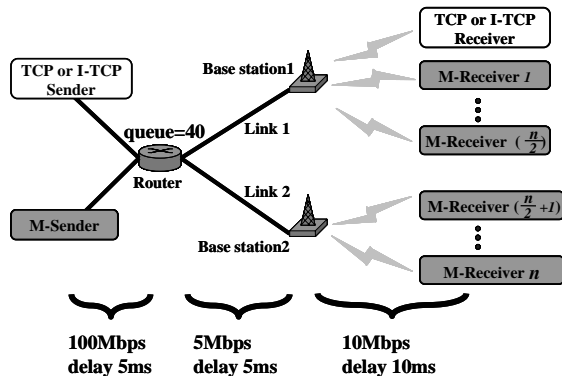 TCP or I-TCP
Sender
M-Sender
queue=40
Router
Link 1
Link 2
Base station1
Base station2
TCP or I-TCP
Receiver
M-Receiver 1
M-Receiver (n/2)
M-Receiver (n/2+1)
M-Receiver n
100Mbps
delay 5ms
5Mbps
delay 5ms
10Mbps
delay 10ms